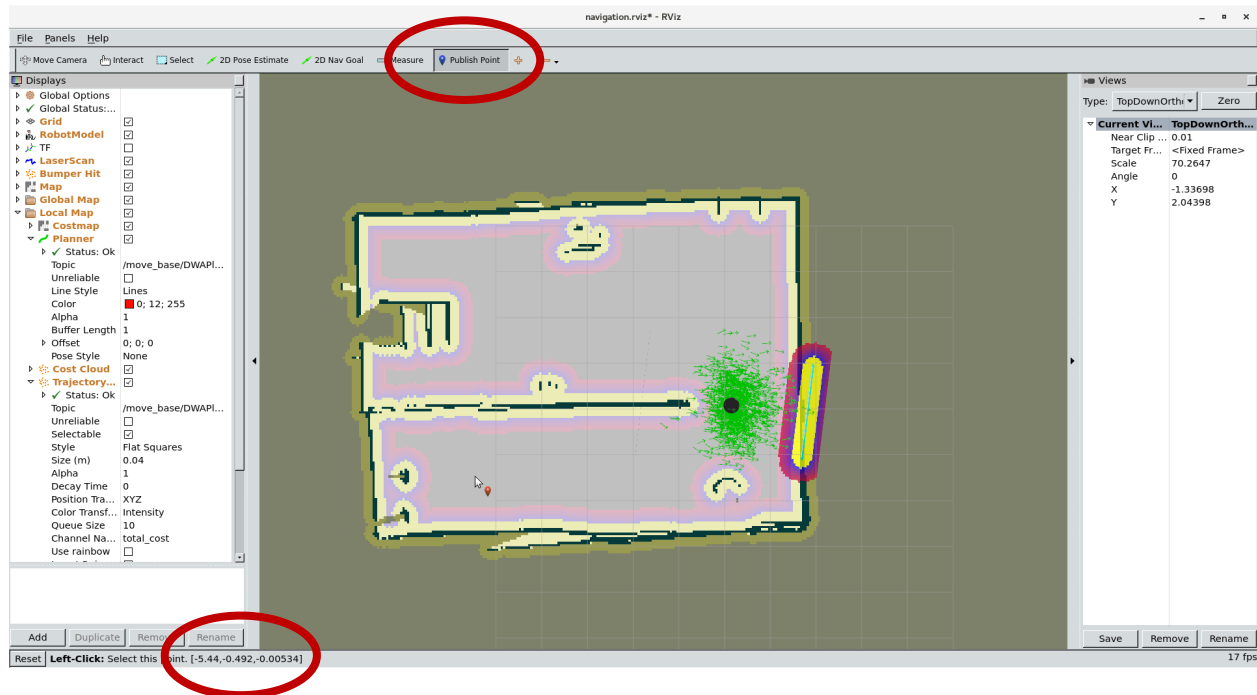 navigation.rviz* - RViz
File Panels Help
Move Camera Interact Select 2D Pose Estimate 2D Nav Goal Measure Publish Point
Displays
Global Options
Global Status:...
Grid
RobotModel
TF
LaserScan
Bumper Hit
Map
Global Map
Local Map
Costmap
Planner
Status: Ok
Topic /move_base/DWAPl...
Unreliable
Line Style Lines
Color 0; 12; 255
Alpha 1
Buffer Length 1
Offset 0; 0; 0
Pose Style None
Cost Cloud
Trajectory...
Status: Ok
Topic /move_base/DWAPl...
Unreliable
Selectable
Style Flat Squares
Size (m) 0.04
Alpha 1
Decay Time 0
Position Tra... XYZ
Color Transf... Intensity
Queue Size 10
Channel Na... total_cost
Use rainbow
Add Duplicate Remove Rename
Reset Left-Click: Select this point. [-5.44,-0.492,-0.00534]
Views
Type: TopDownOrtho Zero
Current Vi... TopDownOrth...
Near Clip ... 0.01
Target Fr... <Fixed Frame>
Scale 70.2647
Angle 0
X -1.33698
Y 2.04398
Save Remove Rename
17 fps